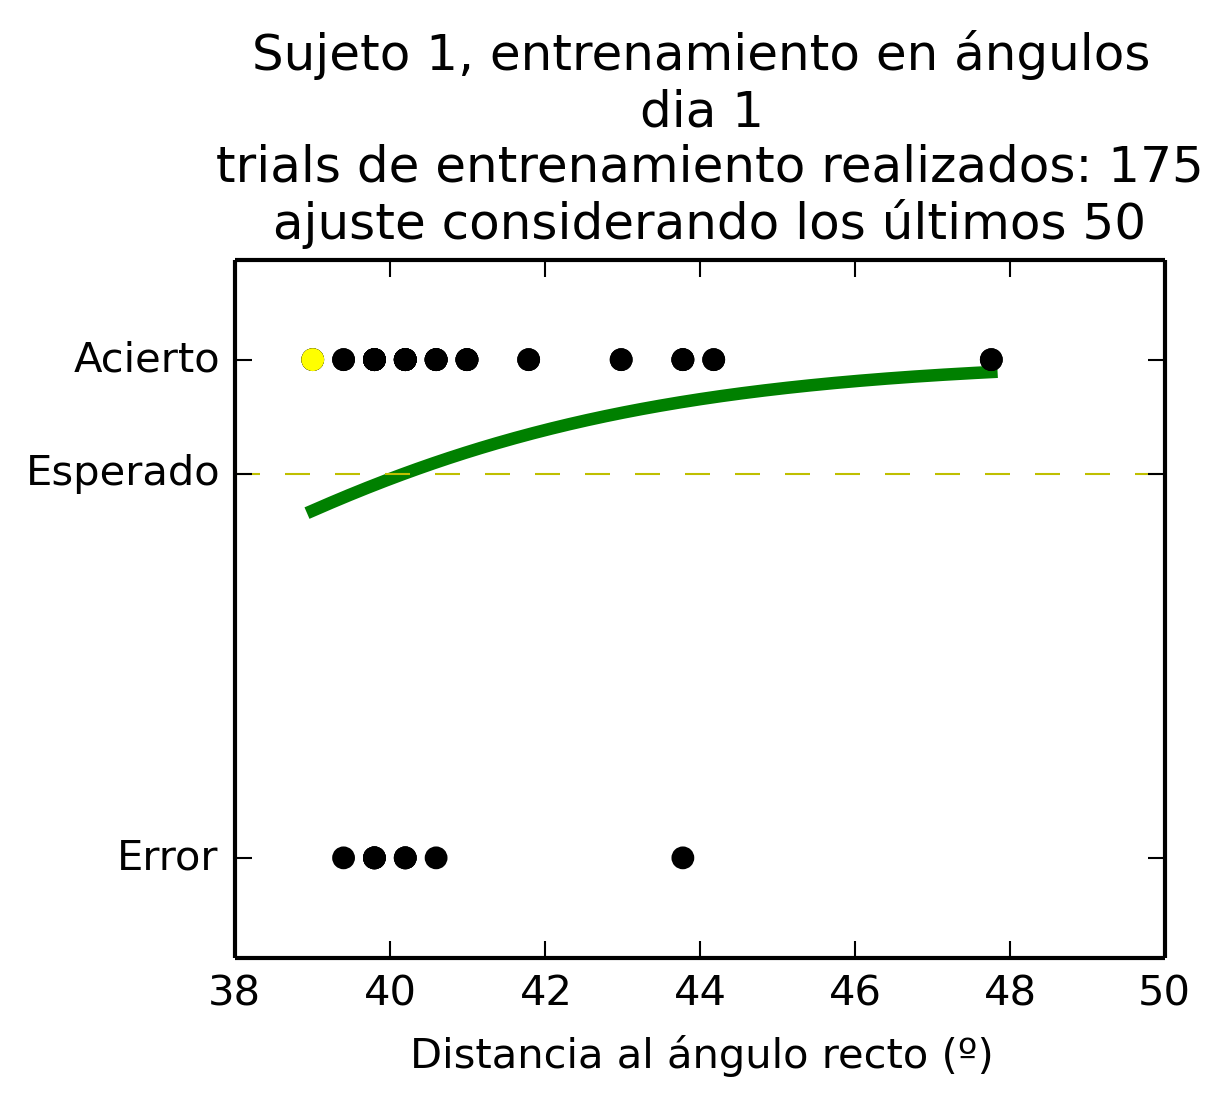 Sujeto 1, entrenamiento en ángulos
dia 1
trials de entrenamiento realizados: 175
ajuste considerando los últimos 50
Acierto
Esperado
Error
38 40 42 44 46 48 50
Distancia al ángulo recto (º)